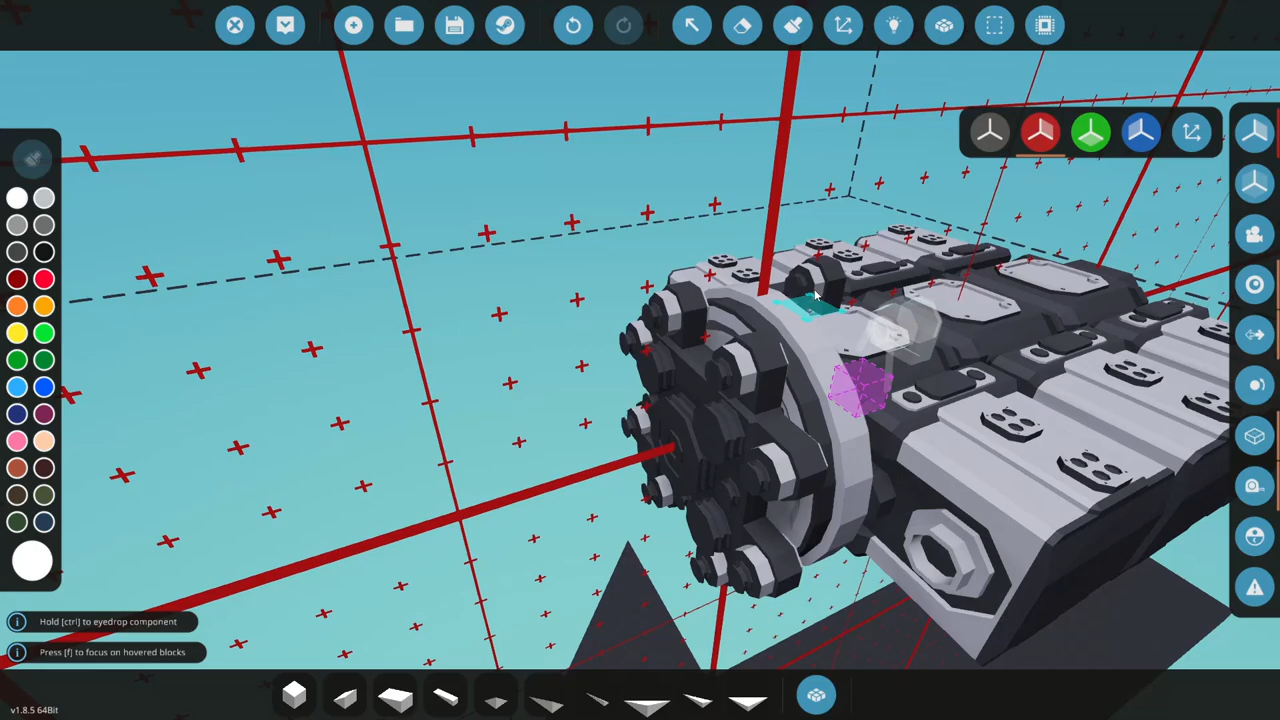 Hold [ctrl] to eyedrop component
Press [f] to focus on hovered blocks
v1.8.5 64Bit